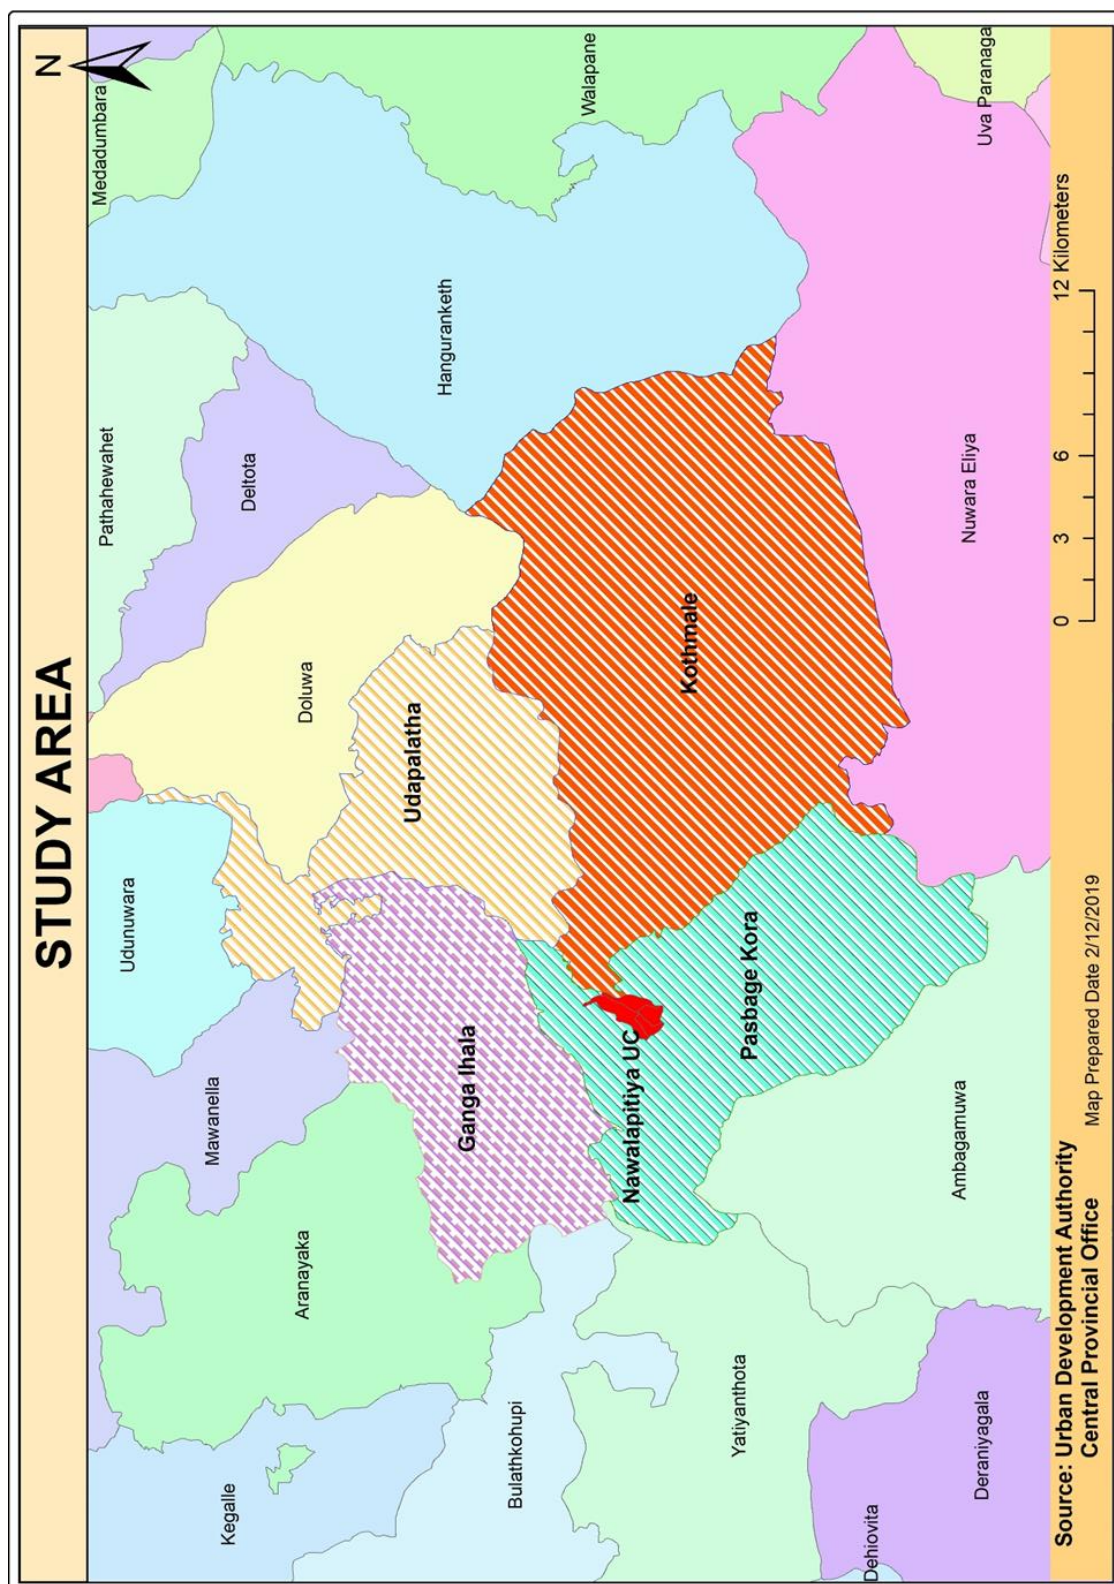 STUDY AREA
N
Udunuwara
Pathahewahet
Medadumbara
Mawanella
Deltota
Kegalle
Aranayaka
Doluwa
Hanguranketh
Walapane
Udapalatha
Ganga Ihala
Bulathkohupi
Nawalapitiya UC
Kothmale
Yatiyanthota
Pasbage Kora
Dehiovita
Deraniyagala
Ambagamuwa
Nuwara Eliya
Uva Paranaga
Source: Urban Development Authority
Central Provincial Office
Map Prepared Date 2/12/2019
0 3 6 12 Kilometers